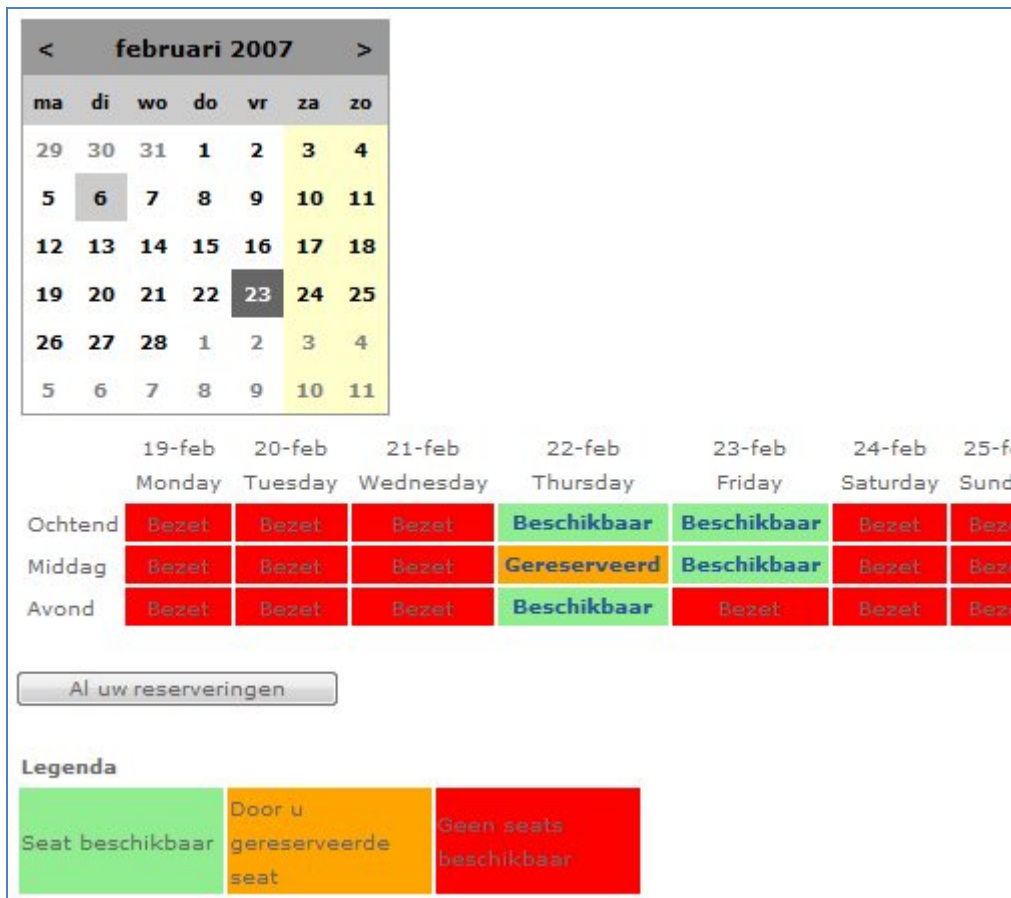 < februari 2007 >
ma di wo do vr za zo
29 30 31 1 2 3 4
5 6 7 8 9 10 11
12 13 14 15 16 17 18
19 20 21 22 23 24 25
26 27 28 1 2 3 4
5 6 7 8 9 10 11
19-feb 20-feb 21-feb 22-feb 23-feb 24-feb 25-f
Monday Tuesday Wednesday Thursday Friday Saturday Sund
Ochtend Bezet Bezet Bezet Beschikbaar Beschikbaar Bezet Beze
Middag Bezet Bezet Bezet Gereserveerd Beschikbaar Bezet Beze
Avond Bezet Bezet Bezet Beschikbaar Bezet Bezet Beze
Al uw reserveringen
Legenda
Seat beschikbaar
Door u
gereserveerde
seat
Geen seats
beschikbaar